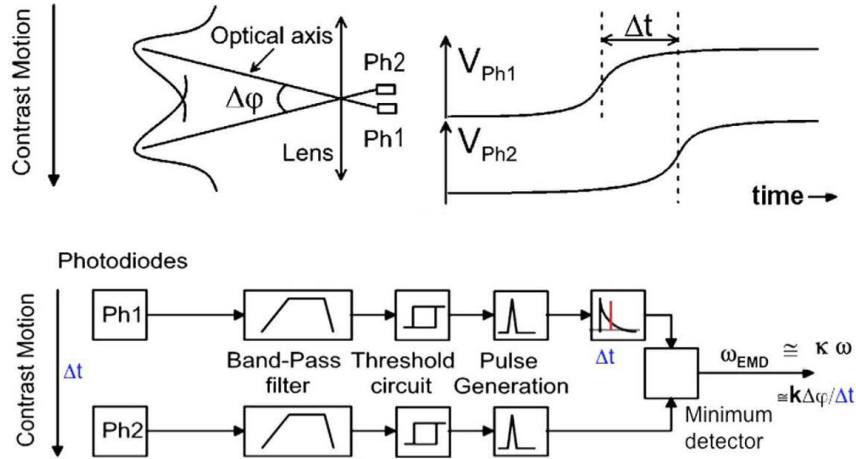 Contrast Motion
Optical axis
Δφ
Lens
Ph2
Ph1
Δt
V Ph1
V Ph2
time
Photodiodes
Contrast Motion
Δt
Ph1
Band-Pass
filter
Threshold
circuit
Pulse
Generation
Δt
Ph2
Minimum
detector
ω EMD ≅ κ ω
≅kΔφ/Δt